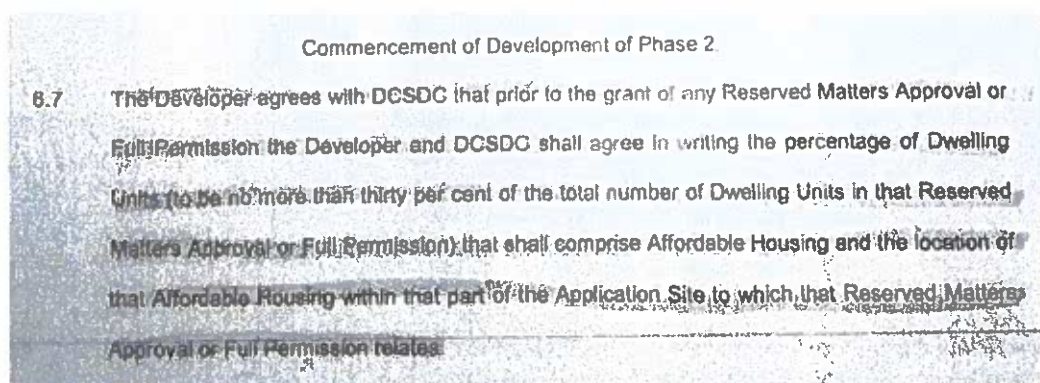 Commencement of Development of Phase 2.
6.7 The Developer agrees with DCSDC that prior to the grant of any Reserved Matters Approval or
Full Permission the Developer and DCSDC shall agree in writing the percentage of Dwelling
Units (to be no more than thirty per cent of the total number of Dwelling Units in that Reserved
Matters Approval or Full Permission) that shall comprise Affordable Housing and the location of
that Affordable Housing within that part of the Application Site to which that Reserved Matters
Approval or Full Permission relates.